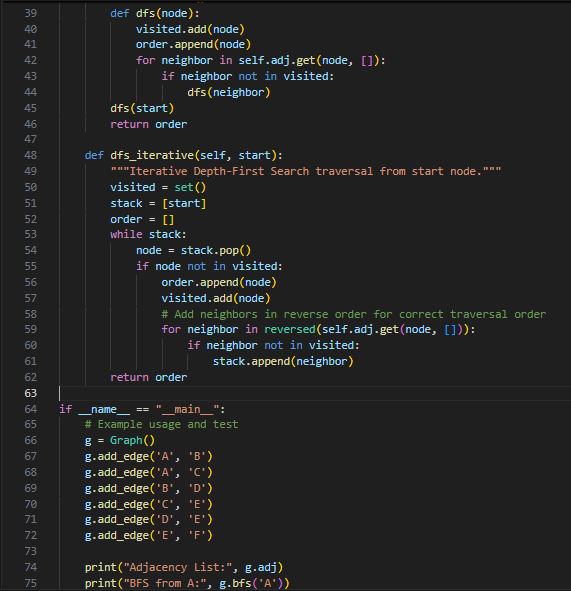 39 def dfs(node):
40 visited.add(node)
41 order.append(node)
42 for neighbor in self.adj.get(node, []):
43 if neighbor not in visited:
44 dfs(neighbor)
45 dfs(start)
46 return order
47
48 def dfs_iterative(self, start):
49 """Iterative Depth-First Search traversal from start node."""
50 visited = set()
51 stack = [start]
52 order = []
53 while stack:
54 node = stack.pop()
55 if node not in visited:
56 order.append(node)
57 visited.add(node)
58 # Add neighbors in reverse order for correct traversal order
59 for neighbor in reversed(self.adj.get(node, [])):
60 if neighbor not in visited:
61 stack.append(neighbor)
62 return order
63
64 if __name__ == "__main__":
65 # Example usage and test
66 g = Graph()
67 g.add_edge('A', 'B')
68 g.add_edge('A', 'C')
69 g.add_edge('B', 'D')
70 g.add_edge('C', 'E')
71 g.add_edge('D', 'E')
72 g.add_edge('E', 'F')
73
74 print("Adjacency List:", g.adj)
75 print("BFS from A:", g.bfs('A'))